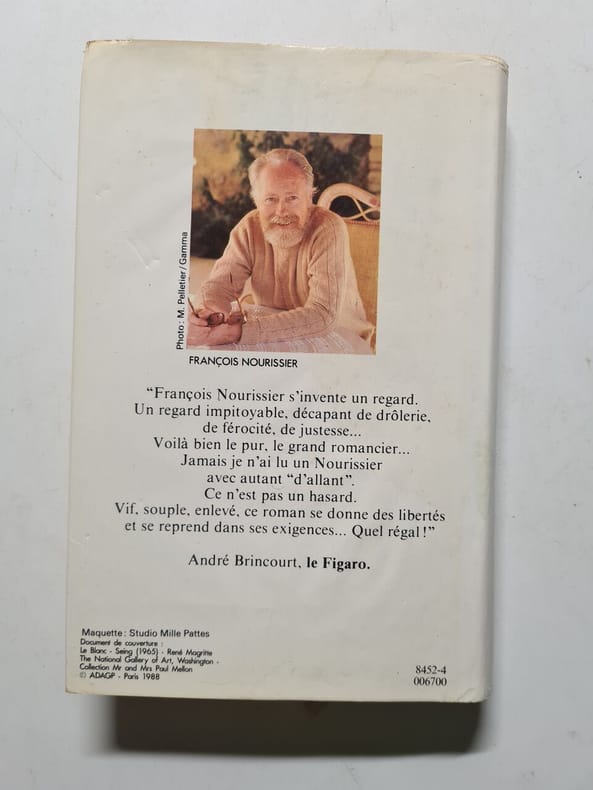 Photo: M. Pelletier/Gamma
FRANÇOIS NOURISSIER
“François Nourissier s'invente un regard.
Un regard impitoyable, décapant de drôlerie,
de férocité, de justesse...
Voilà bien le pur, le grand romancier...
Jamais je n'ai lu un Nourissier
avec autant “d'allant”.
Ce n'est pas un hasard.
Vif, souple, enlevé, ce roman se donne des libertés
et se reprend dans ses exigences... Quel régal !”
André Brincourt, le Figaro.
Maquette : Studio Mille Pattes
Document de couverture :
Le Blanc - Seing (1965) - René Magritte
The National Gallery of Art, Washington -
Collection Mr and Mrs Paul Mellon
© ADAGP - Paris 1988
8452-4
006700